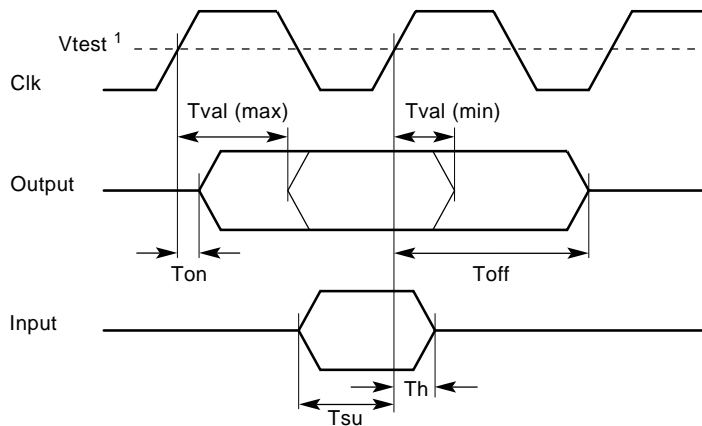 Vtest 1
Clk
Tval (max)
Tval (min)
Output
Ton
Toff
Input
Th
Tsu